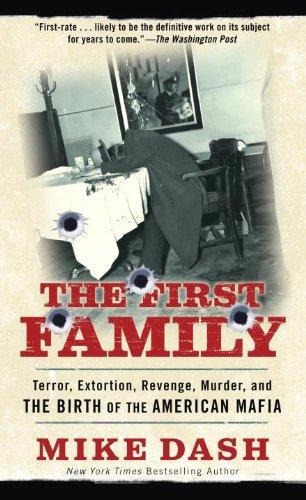 "First-rate . . . likely to be the definitive work on its subject
for years to come."—The Washington Post
THE FIRST
FAMILY
Terror, Extortion, Revenge, Murder, and
THE BIRTH OF THE AMERICAN MAFIA
MIKE DASH
New York Times Bestselling Author